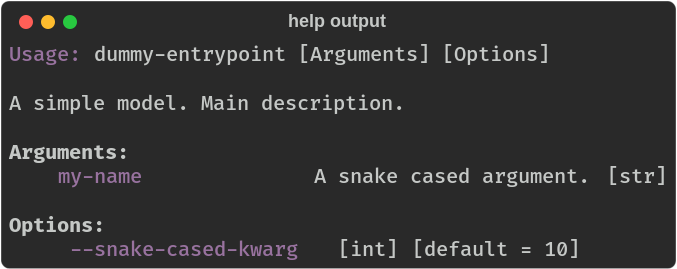 help output
Usage: dummy-entrypoint [Arguments] [Options]
A simple model. Main description.
Arguments:
my-name A snake cased argument. [str]
Options:
--snake-cased-kwarg [int] [default = 10]